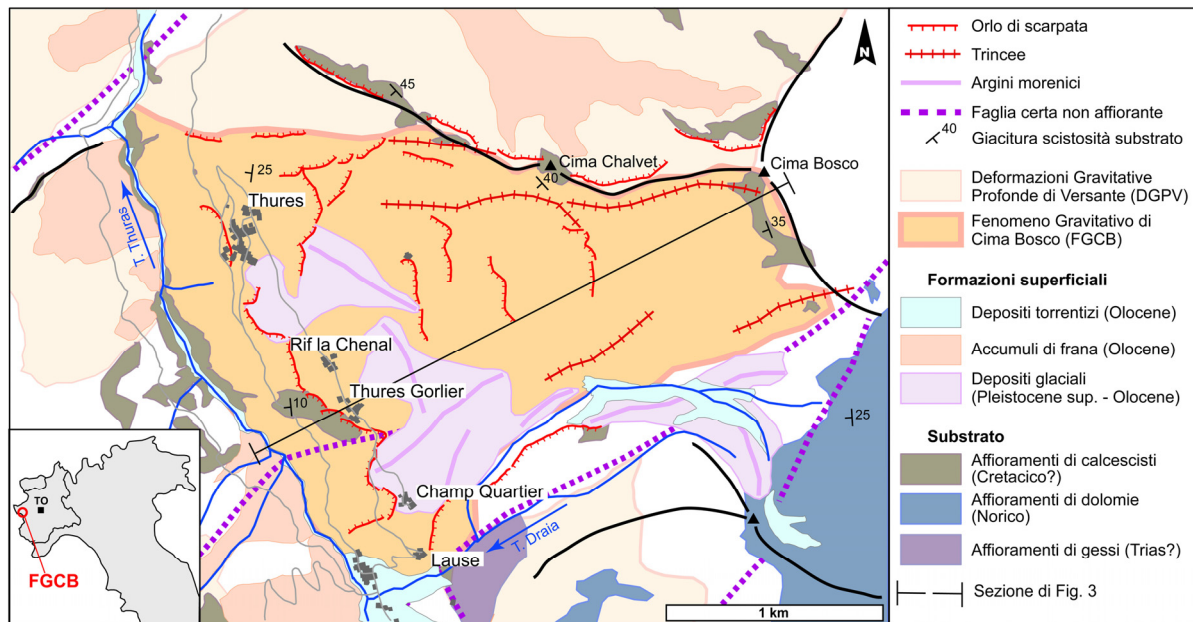 45
25
40
35
10
25
Cima Chalvet
Cima Bosco
Thures
T. Thuras
Rif la Chenal
Thures Gorlier
Champ Quartier
T. Draia
Lause
N
1 km
TO
FGCB
Orlo di scarpata
Trincee
Argini morenici
Faglia certa non affiorante
40
Giacitura scistosità substrato
Deformazioni Gravitative
Profonde di Versante (DGPV)
Fenomeno Gravitativo di
Cima Bosco (FGCB)
Formazioni superficiali
Depositi torrentizi (Olocene)
Accumuli di frana (Olocene)
Depositi glaciali
(Pleistocene sup. - Olocene)
Substrato
Affioramenti di calcescisti
(Cretacico?)
Affioramenti di dolomie
(Norico)
Affioramenti di gessi (Trias?)
Sezione di Fig. 3